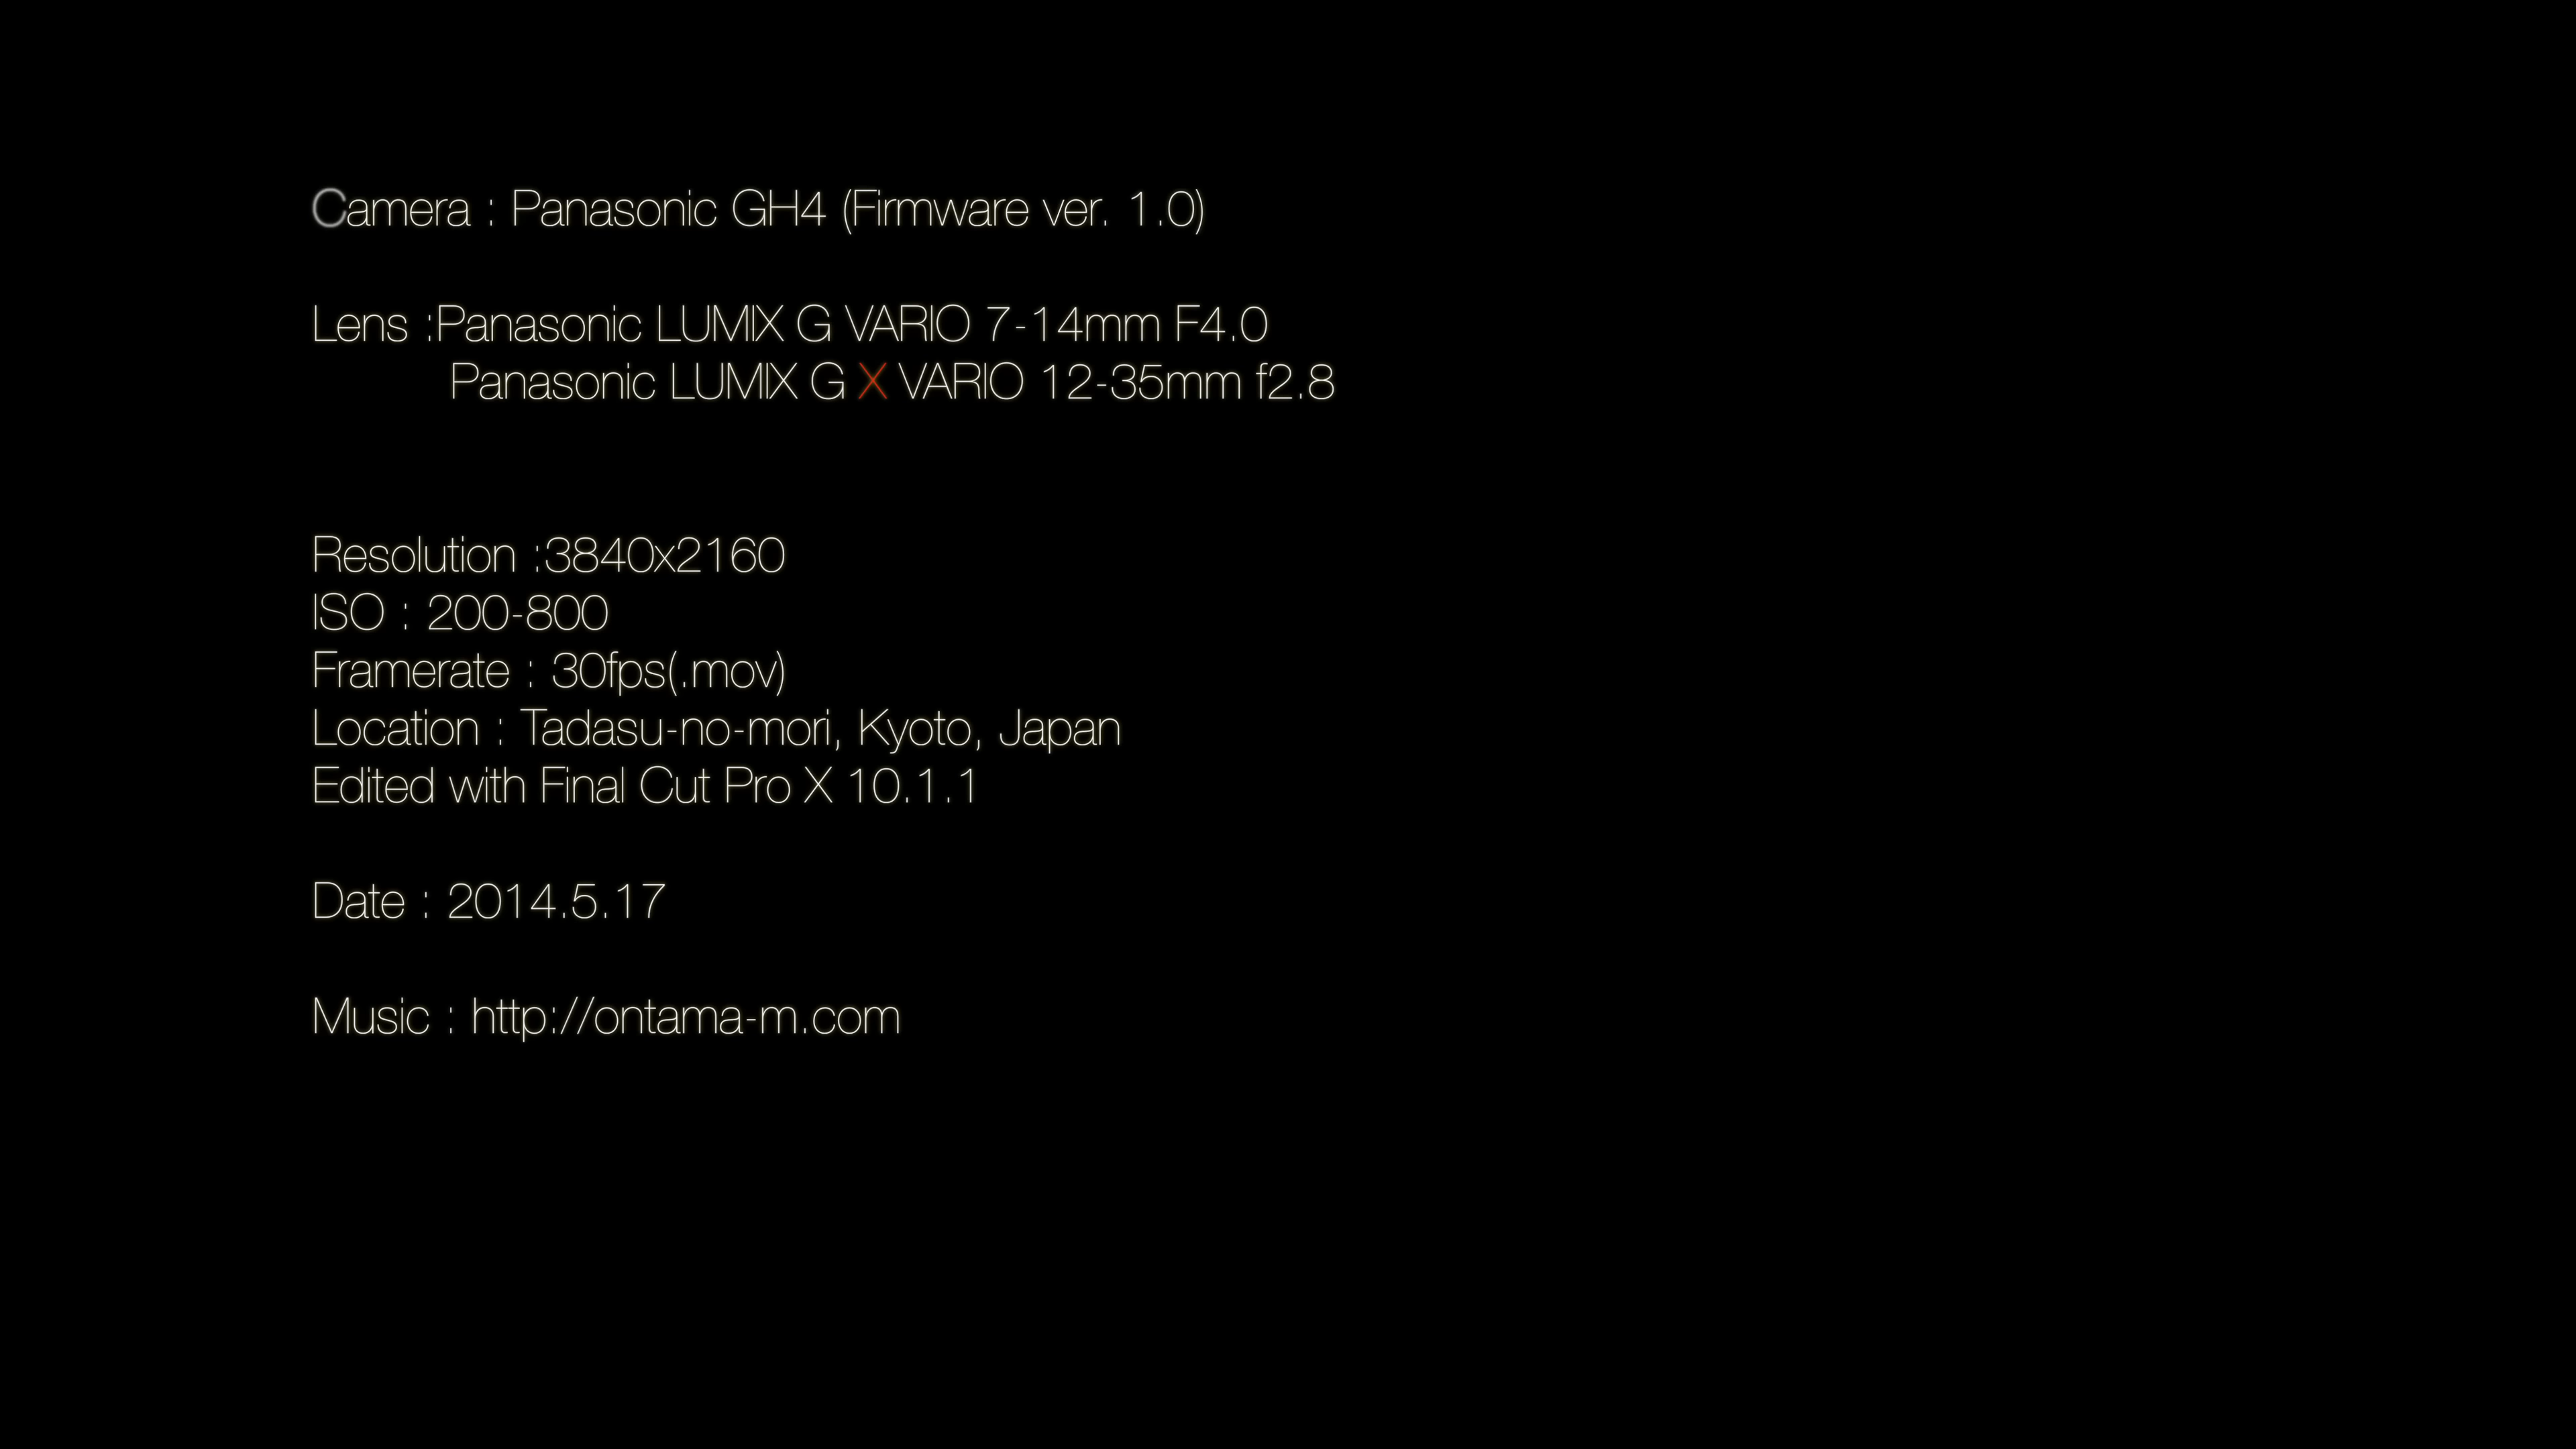 Camera : Panasonic GH4 (Firmware ver. 1.0)
Lens :Panasonic LUMIX G VARIO 7-14mm F4.0
Panasonic LUMIX G X VARIO 12-35mm f2.8
Resolution :3840x2160
ISO : 200-800
Framerate : 30fps(.mov)
Location : Tadasu-no-mori, Kyoto, Japan
Edited with Final Cut Pro X 10.1.1
Date : 2014.5.17
Music : http://ontama-m.com